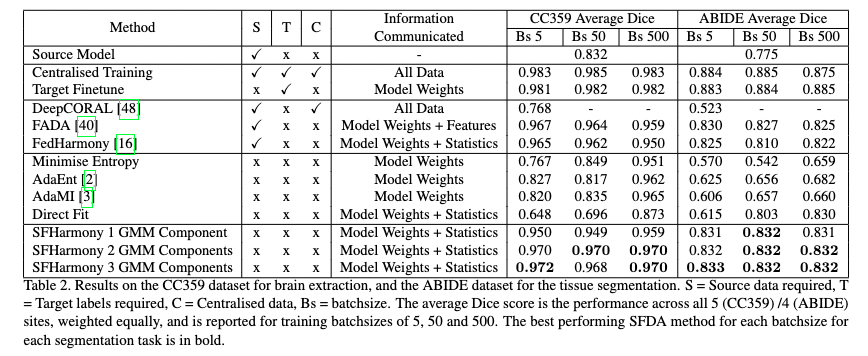 Method S T C Information Communicated CC359 Average Dice ABIDE Average Dice
Bs 5 Bs 50 Bs 500 Bs 5 Bs 50 Bs 500
Source Model ✓ x x - 0.832 0.775
Centralised Training ✓ ✓ ✓ All Data 0.983 0.985 0.983 0.884 0.885 0.875
Target Finetune x ✓ x Model Weights 0.981 0.982 0.982 0.883 0.884 0.885
DeepCORAL [48] ✓ x ✓ All Data 0.768 - - 0.523 - -
FADA [40] ✓ x x Model Weights + Features 0.967 0.964 0.959 0.830 0.827 0.825
FedHarmony [16] ✓ x x Model Weights + Statistics 0.965 0.962 0.950 0.825 0.810 0.822
Minimise Entropy x x x Model Weights 0.767 0.849 0.951 0.570 0.542 0.659
AdaEnt [2] x x x Model Weights 0.827 0.817 0.962 0.625 0.656 0.682
AdaMI [3] x x x Model Weights 0.820 0.835 0.965 0.606 0.657 0.660
Direct Fit x x x Model Weights + Statistics 0.648 0.696 0.873 0.615 0.803 0.830
SFHarmony 1 GMM Component x x x Model Weights + Statistics 0.950 0.949 0.959 0.831 0.832 0.831
SFHarmony 2 GMM Components x x x Model Weights + Statistics 0.970 0.970 0.970 0.832 0.832 0.832
SFHarmony 3 GMM Components x x x Model Weights + Statistics 0.972 0.968 0.970 0.833 0.832 0.832
Table 2. Results on the CC359 dataset for brain extraction, and the ABIDE dataset for the tissue segmentation. S = Source data required, T
= Target labels required, C = Centralised data, Bs = batchsize. The average Dice score is the performance across all 5 (CC359) /4 (ABIDE)
sites, weighted equally, and is reported for training batchsizes of 5, 50 and 500. The best performing SFDA method for each batchsize for
each segmentation task is in bold.